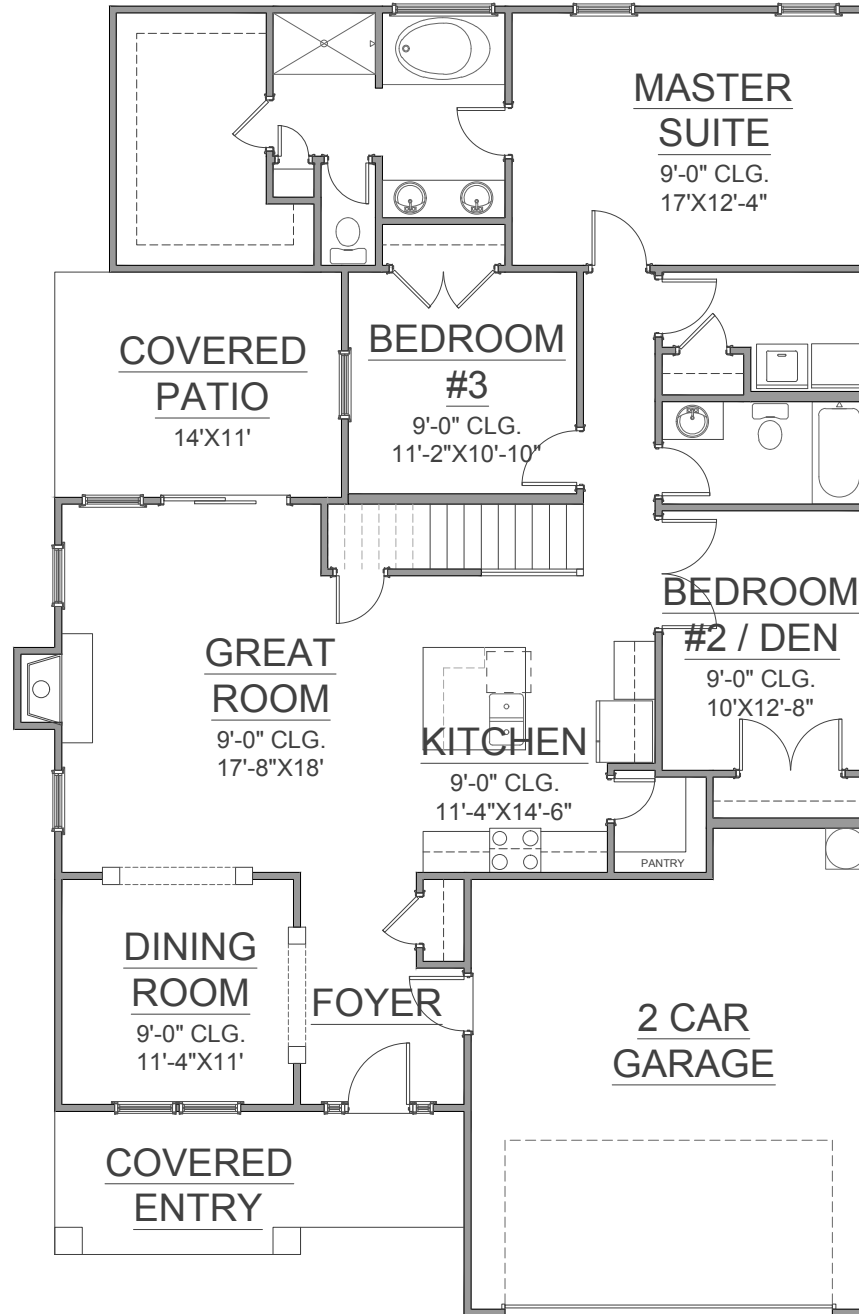 MASTER
SUITE
9'-0" CLG.
17'X12'-4"
COVERED
PATIO
14'X11'
BEDROOM
#3
9'-0" CLG.
11'-2"X10'-10"
BEDROOM
#2 / DEN
9'-0" CLG.
10'X12'-8"
GREAT
ROOM
9'-0" CLG.
17'-8"X18'
KITCHEN
9'-0" CLG.
11'-4"X14'-6"
PANTRY
DINING
ROOM
9'-0" CLG.
11'-4"X11'
FOYER
2 CAR
GARAGE
COVERED
ENTRY